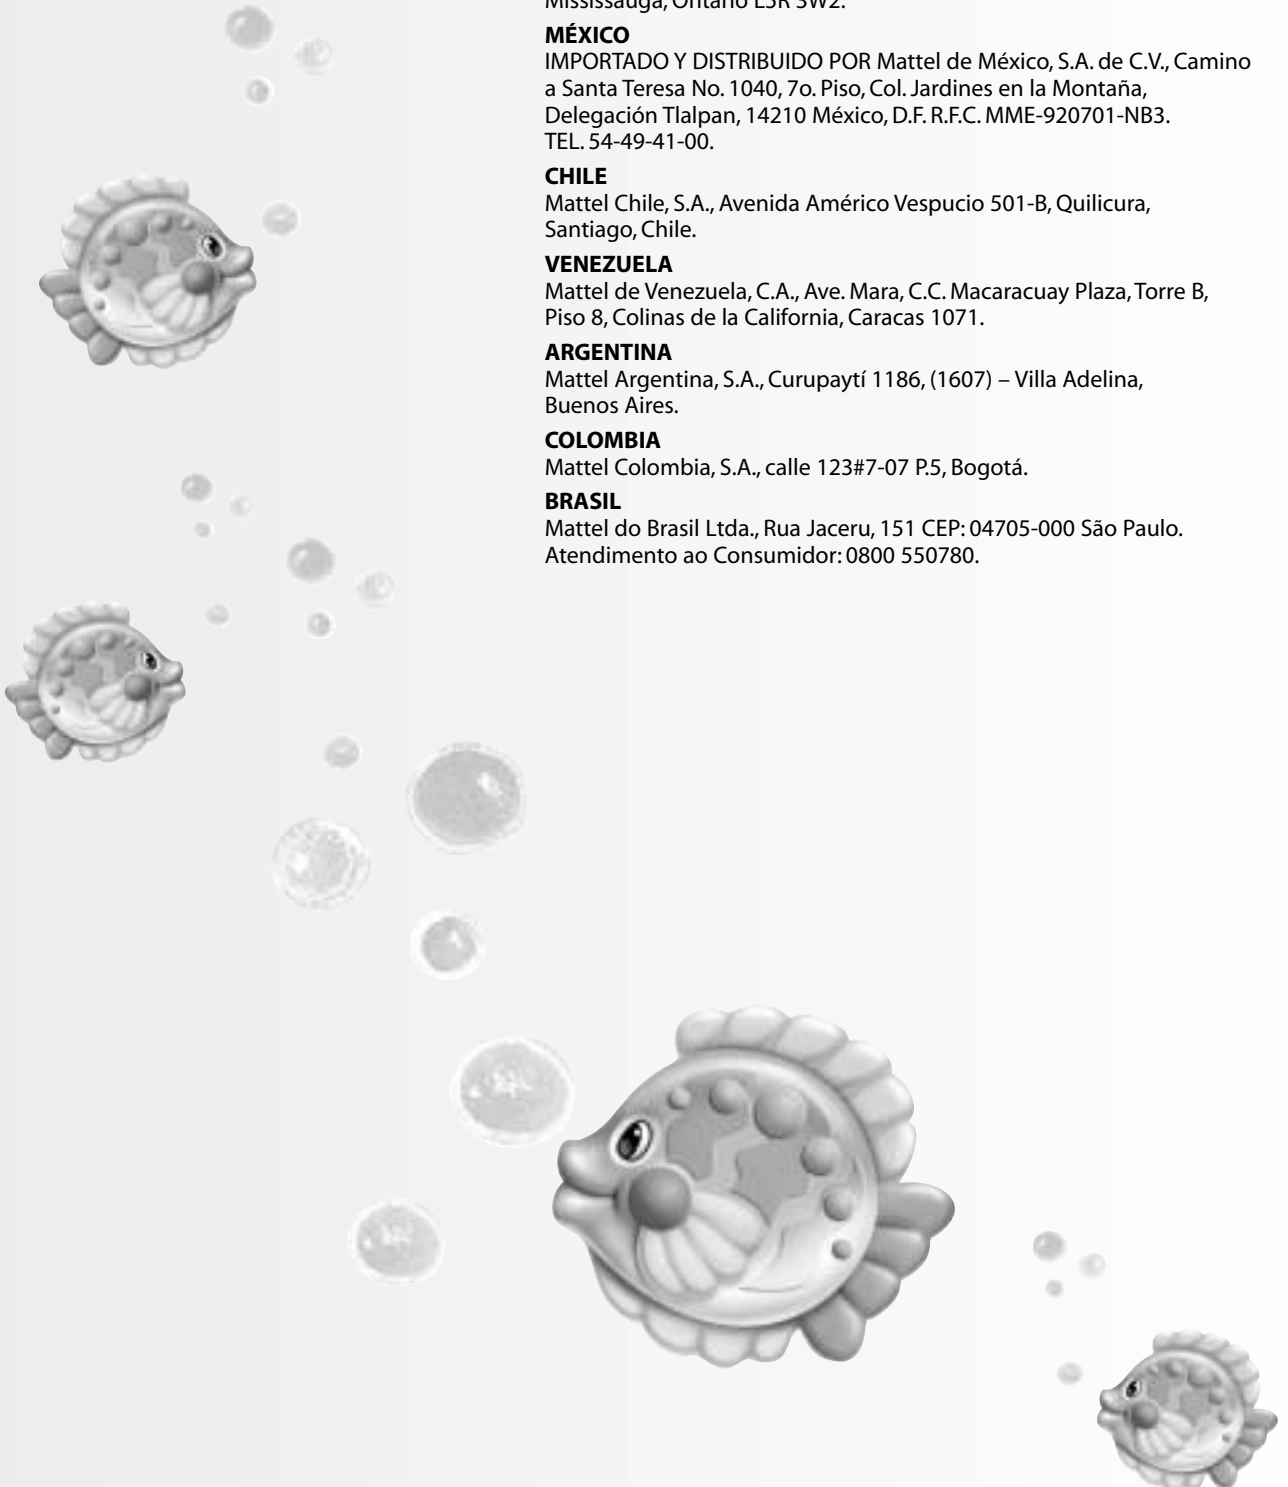 Mississauga, Ontario L5R 3W2.
MÉXICO
IMPORTADO Y DISTRIBUIDO POR Mattel de México, S.A. de C.V., Camino
a Santa Teresa No. 1040, 7o. Piso, Col. Jardines en la Montaña,
Delegación Tlalpan, 14210 México, D.F. R.F.C. MME-920701-NB3.
TEL. 54-49-41-00.
CHILE
Mattel Chile, S.A., Avenida Américo Vespucio 501-B, Quilicura,
Santiago, Chile.
VENEZUELA
Mattel de Venezuela, C.A., Ave. Mara, C.C. Macaracuay Plaza, Torre B,
Piso 8, Colinas de la California, Caracas 1071.
ARGENTINA
Mattel Argentina, S.A., Curupaytí 1186, (1607) – Villa Adelina,
Buenos Aires.
COLOMBIA
Mattel Colombia, S.A., calle 123#7-07 P.5, Bogotá.
BRASIL
Mattel do Brasil Ltda., Rua Jaceru, 151 CEP: 04705-000 São Paulo.
Atendimento ao Consumidor: 0800 550780.